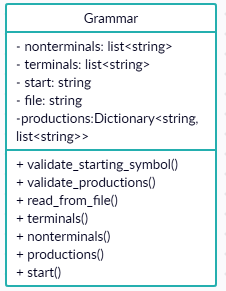 Grammar
- nonterminals: list<string>
- terminals: list<string>
- start: string
- file: string
-productions:Dictionary<string,
list<string>>
+ validate_starting_symbol()
+ validate_productions()
+ read_from_file()
+ terminals()
+ nonterminals()
+ productions()
+ start()